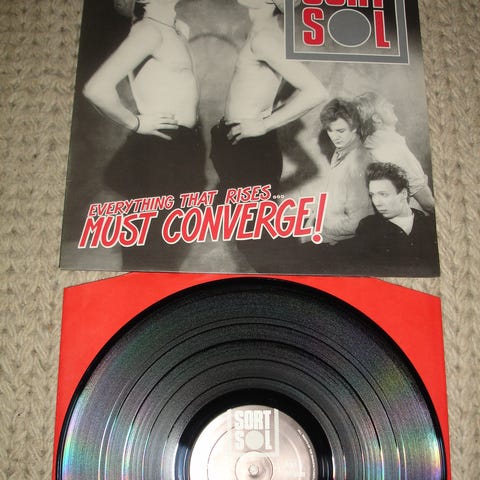 SORT
SOL
EVERYTHING THAT RISES...
MUST CONVERGE!
SORT
SOL